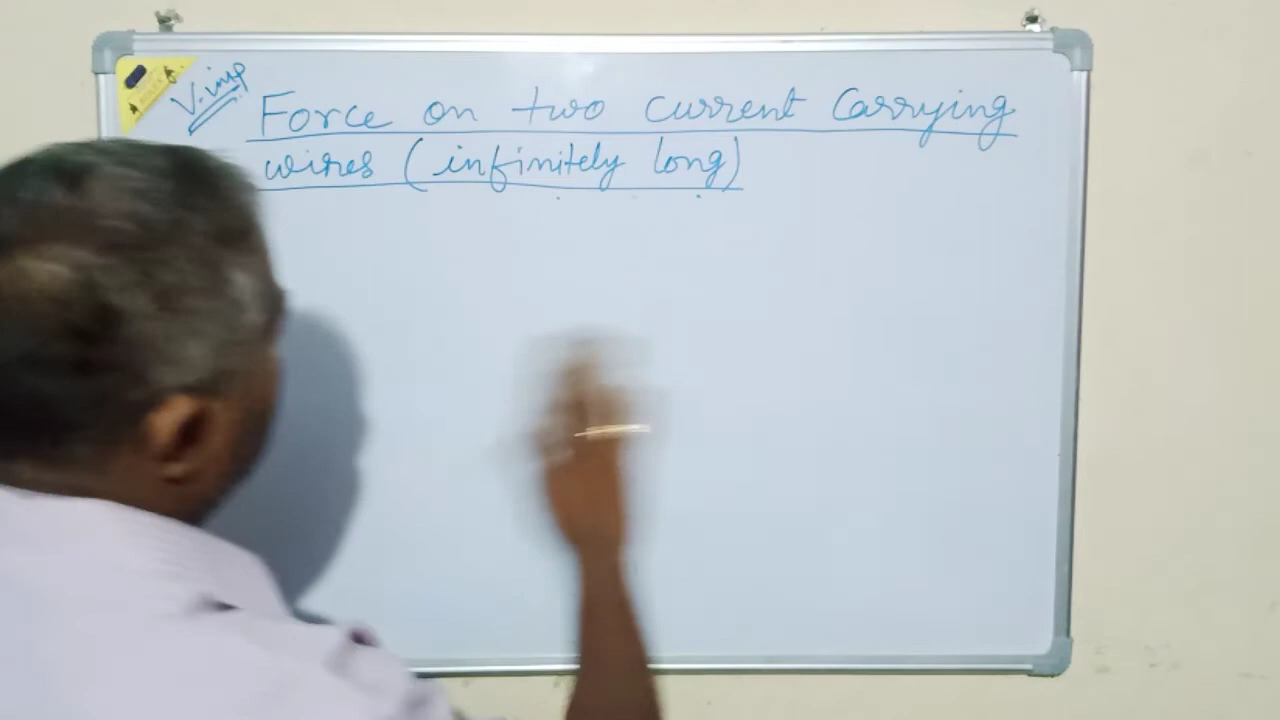 V. imp
Force on two current Carrying
wires (infinitely long)